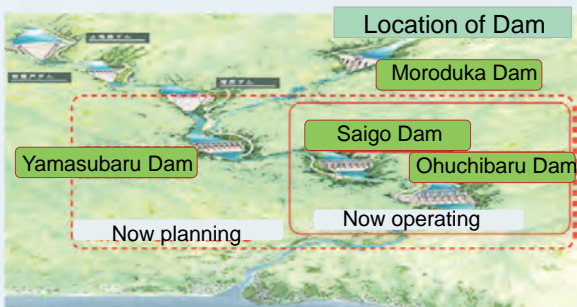 Location of Dam
Moroduka Dam
Saigo Dam
Yamasubaru Dam
Ohuchibaru Dam
Now operating
Now planning